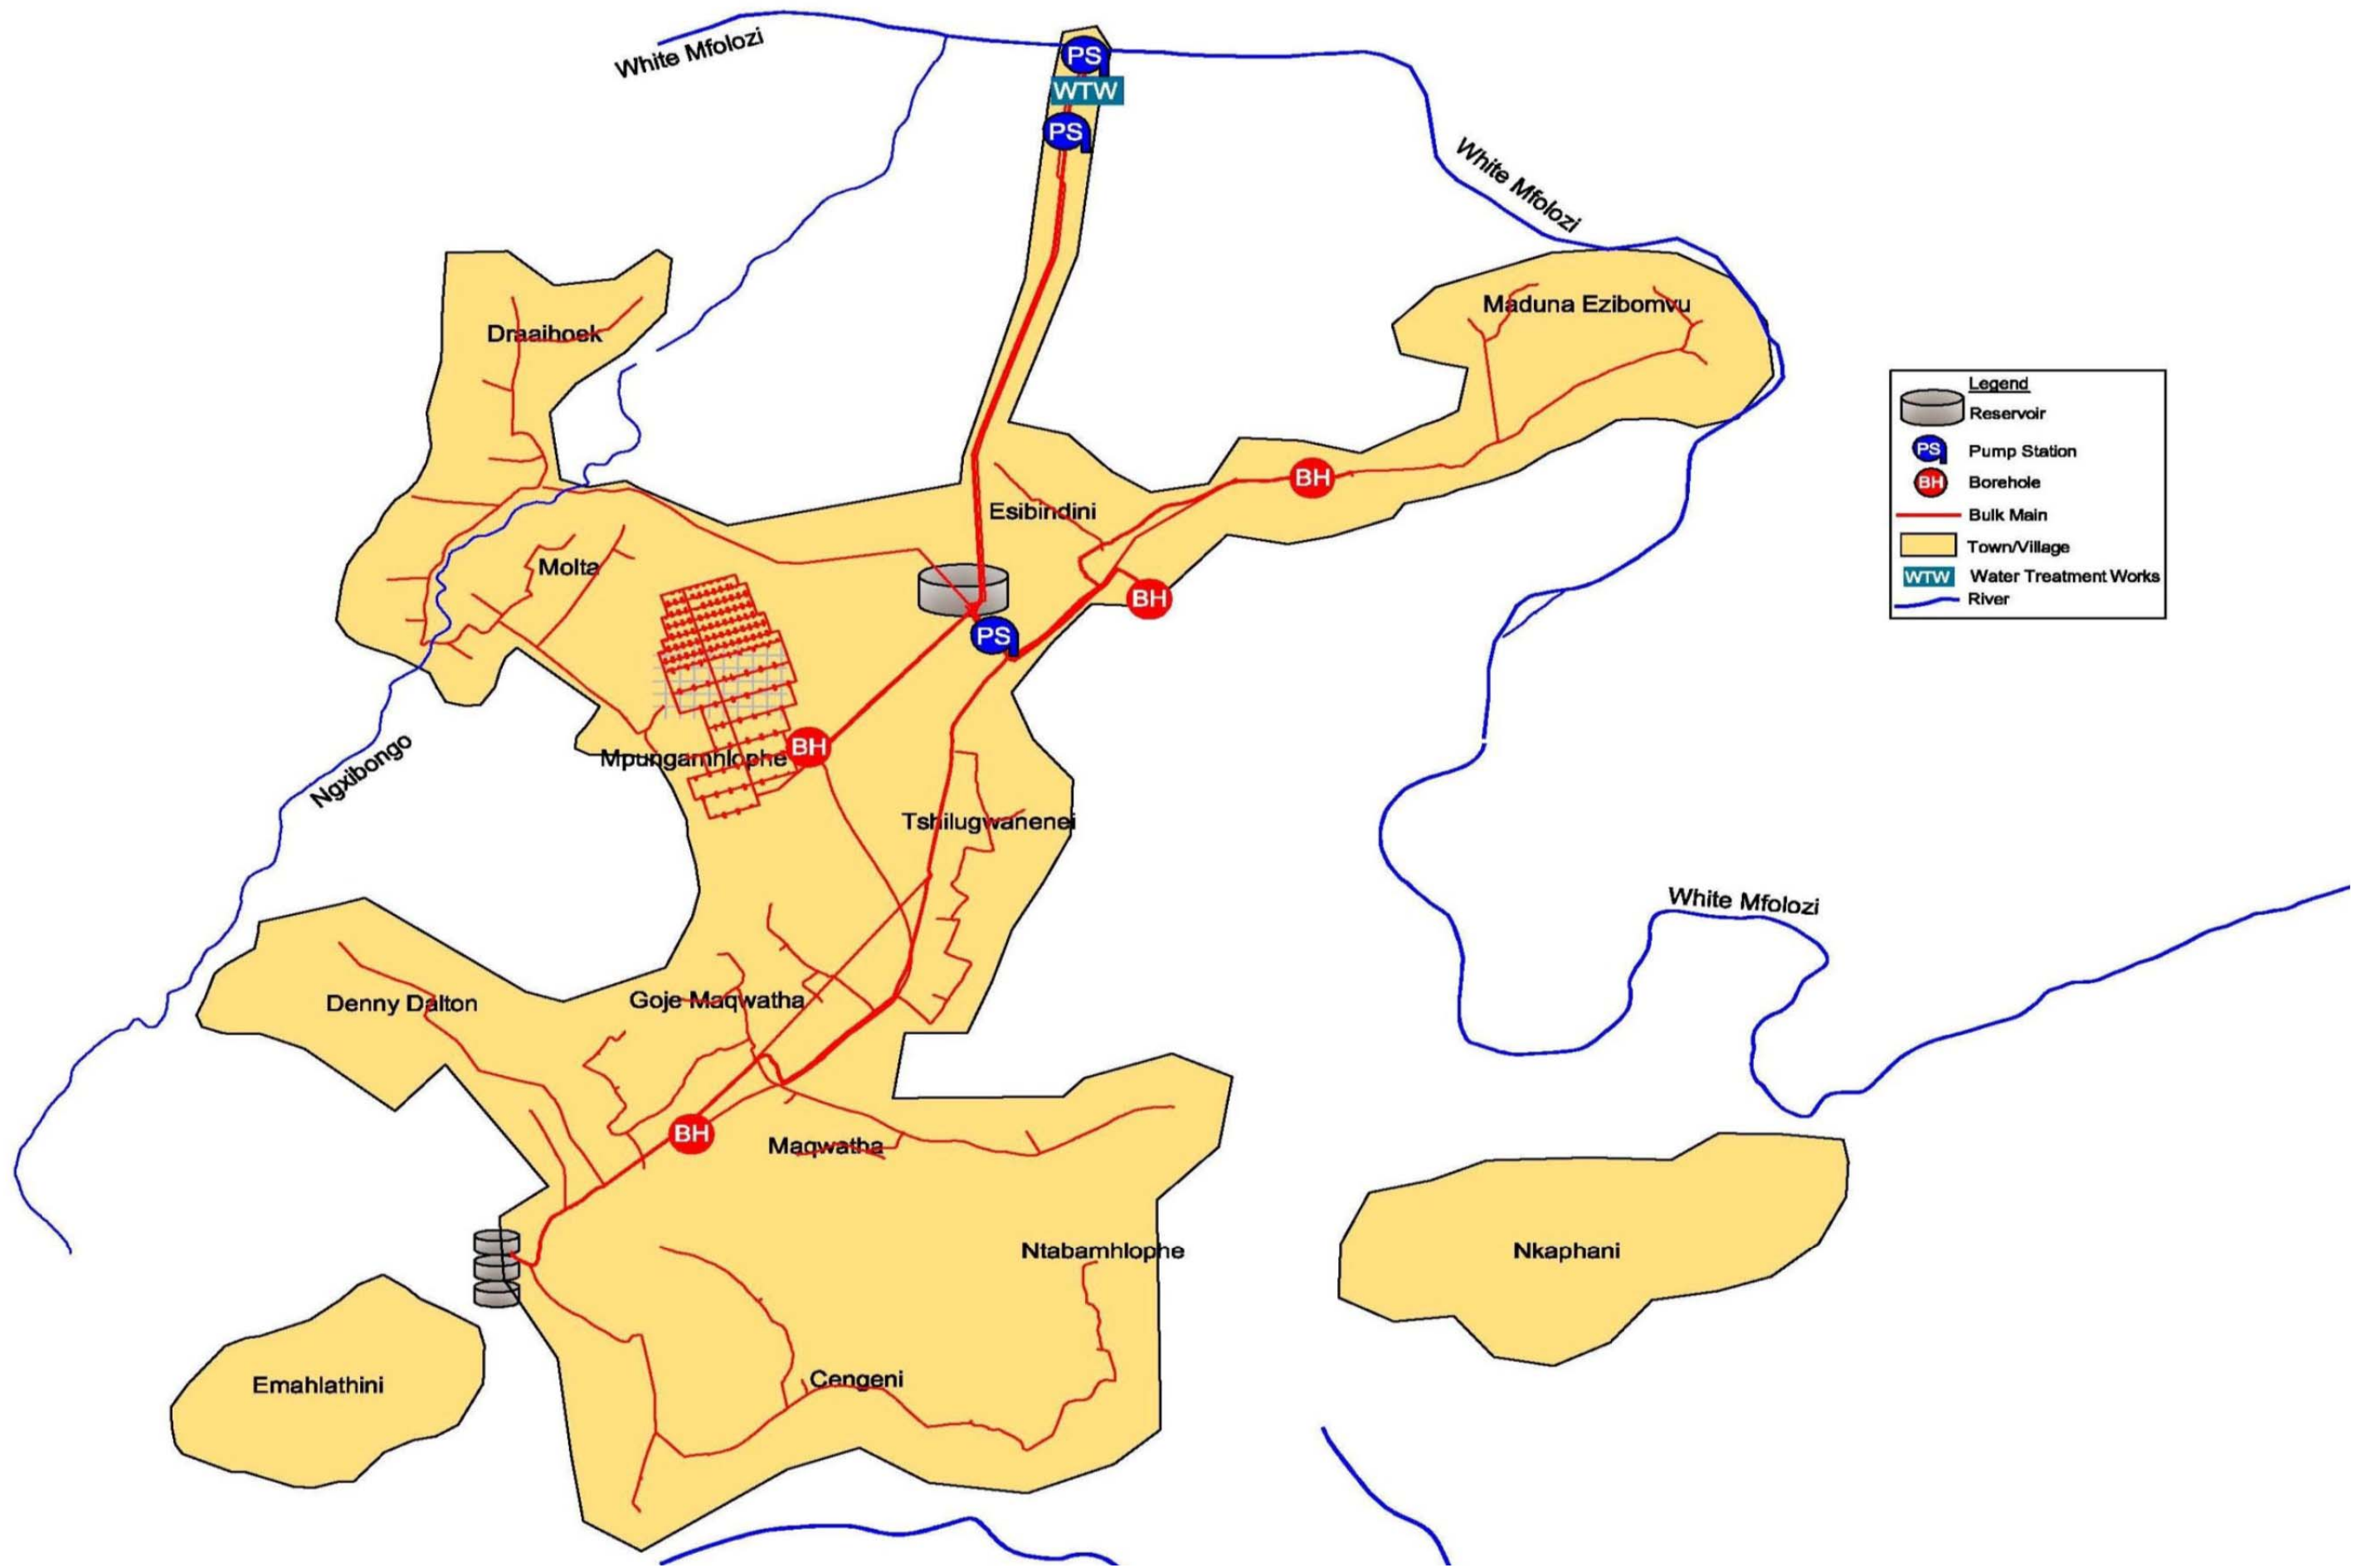 White Mfolozi
PS
WTW
PS
White Mfolozi
Draaihoek
Maduna Ezibomvu
Legend
Reservoir
PS Pump Station
BH Borehole
Bulk Main
Town/Village
WTW Water Treatment Works
River
BH
Esibindini
Molta
BH
PS
BH
Mpungamhlophe
Ngxibongo
Tshilugwanenei
White Mfolozi
Denny Dalton
Goje Maqwatha
BH
Maqwatha
Ntabamhlophe
Nkaphani
Cengeni
Emahlathini